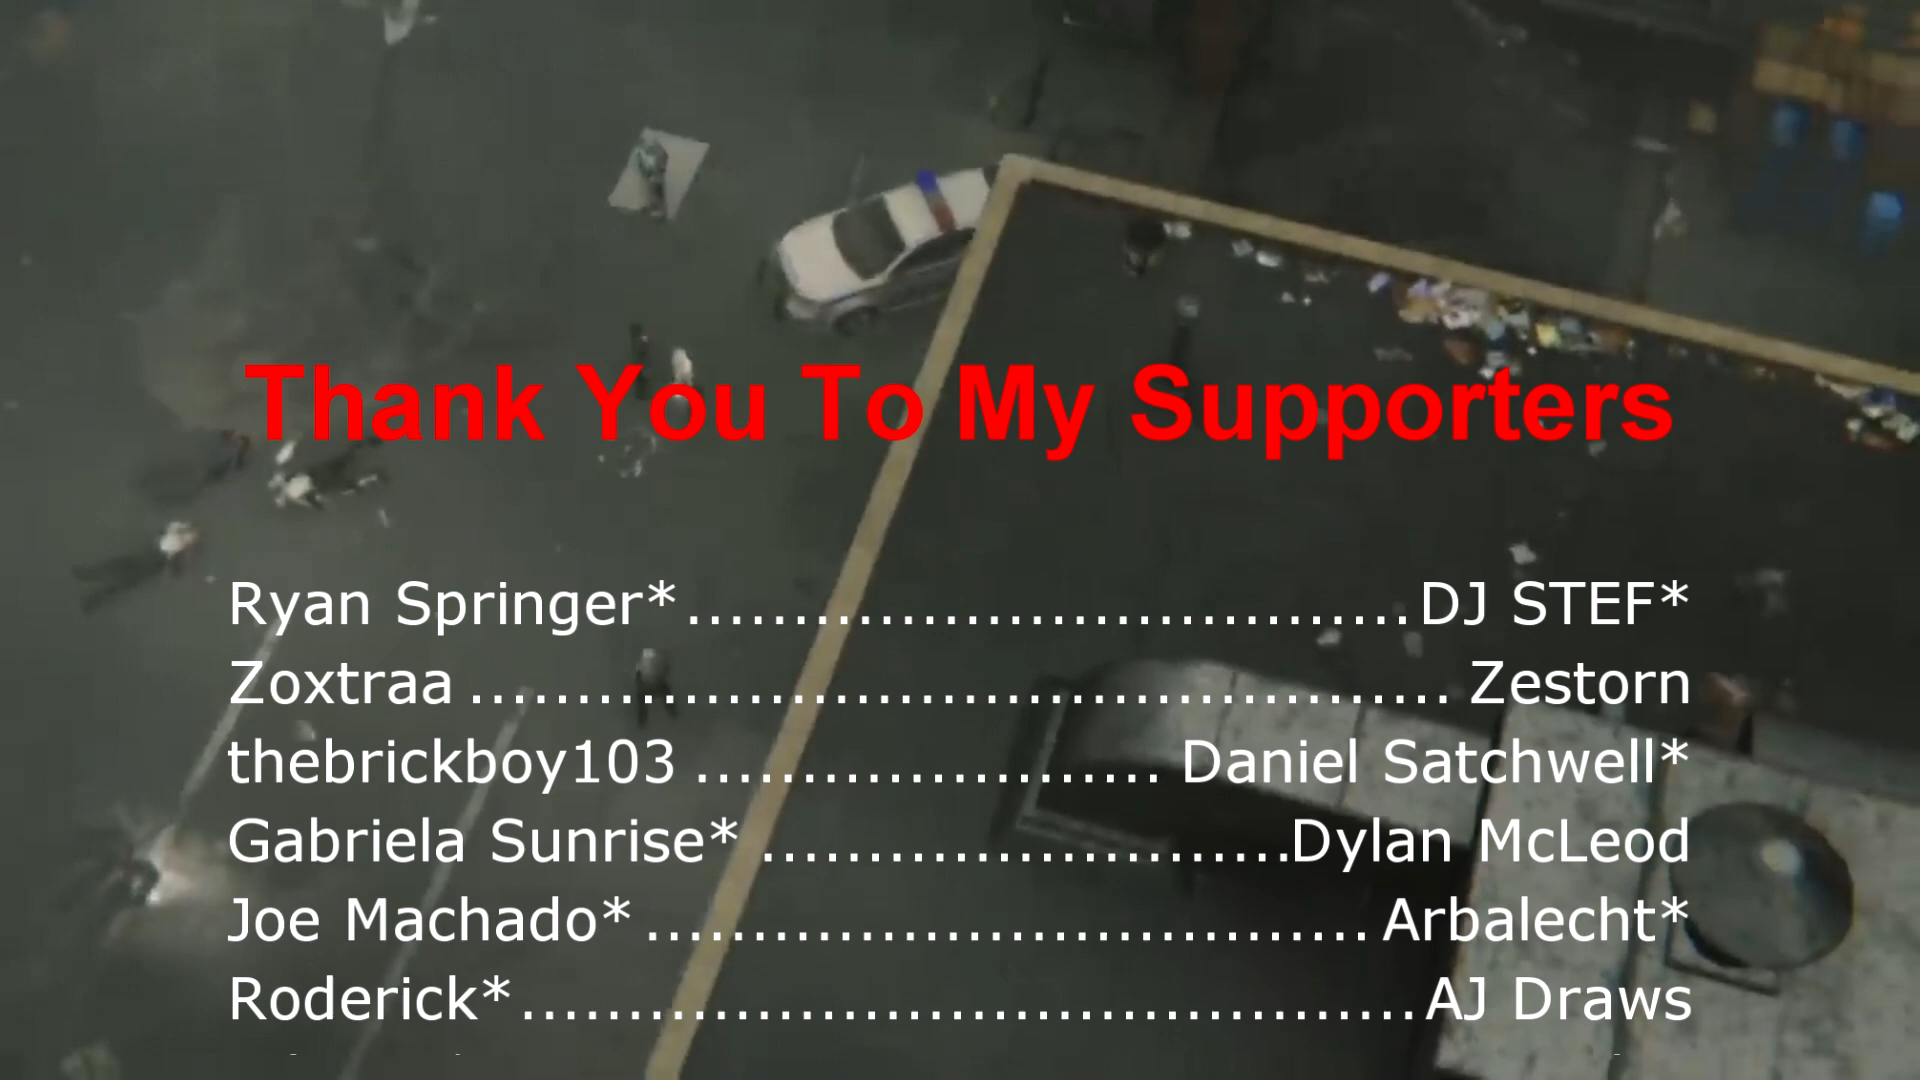 Thank You To My Supporters
Ryan Springer*..................................DJ STEF*
Zoxtraa .............................................. Zestorn
thebrickboy103 ...................... Daniel Satchwell*
Gabriela Sunrise* .........................Dylan McLeod
Joe Machado* .................................. Arbalecht*
Roderick*..........................................AJ Draws